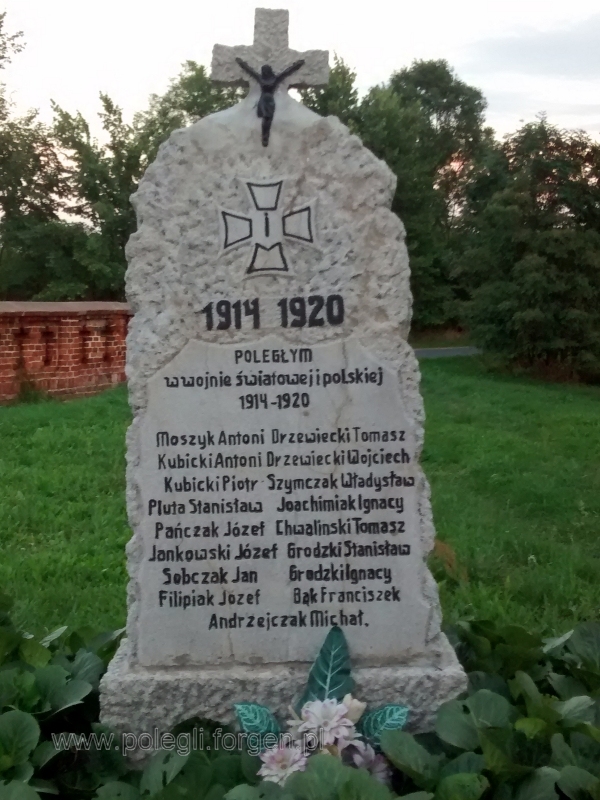 1914 1920
POLEGŁYM
w wojnie światowej i polskiej
1914-1920
Moszyk Antoni Drzewiecki Tomasz
Kubicki Antoni Drzewiecki Wojciech
Kubicki Piotr Szymczak Władysław
Pluta Stanisław Joachimiak Ignacy
Pańczak Józef Chwaliński Tomasz
Jankowski Józef Grodzki Stanisław
Sobczak Jan Grodzki Ignacy
Filipiak Józef Bąk Franciszek
Andrzejczak Michał.
www.polegli.forgen.pl